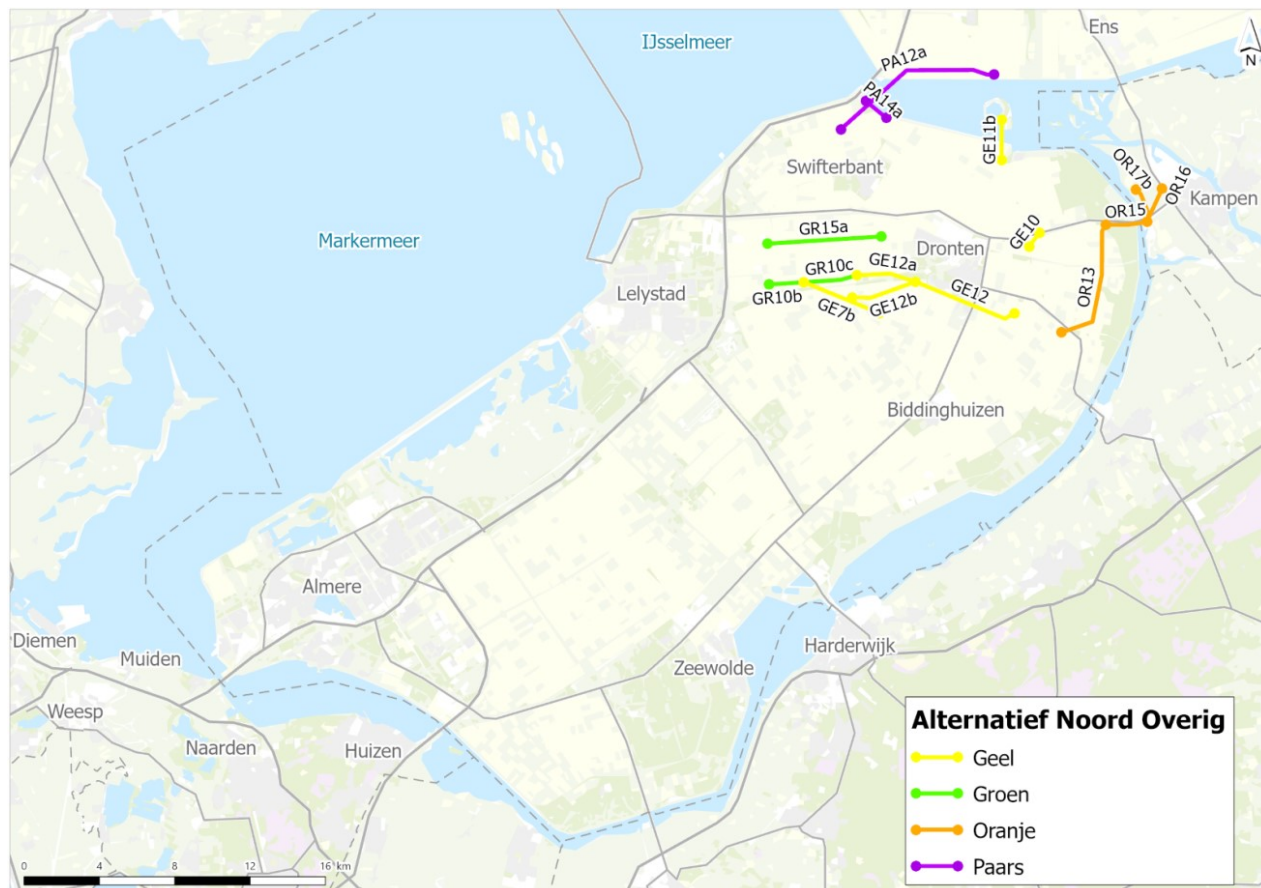 Ens
IJsselmeer
N
PA12a
PA14a
GE11b
Swifterbant
OR17b
OR16
Kampen
OR15
Markermeer
GR15a
GE10
Dronten
GR10c
GE12a
OR13
Lelystad
GR10b
GE7b
GE12b
GE12
Biddinghuizen
Almere
Diemen
Muiden
Harderwijk
Zeewolde
Weesp
Naarden
Huizen
Alternatief Noord Overig
Geel
Groen
Oranje
Paars
0 4 8 12 16 km